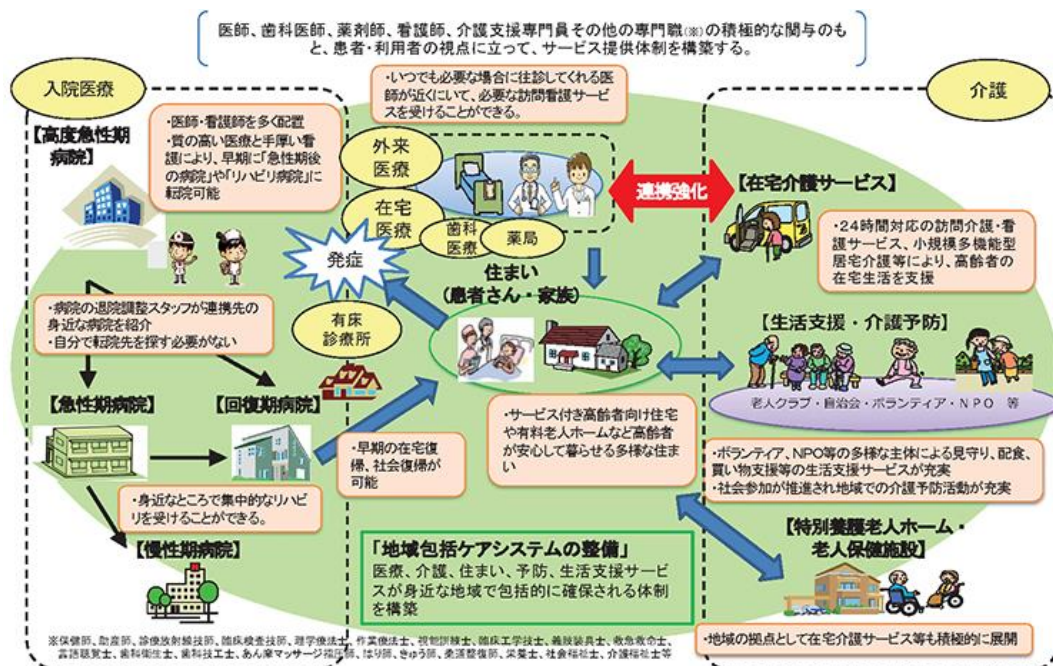 医師、歯科医師、薬剤師、看護師、介護支援専門員その他の専門職(※)の積極的な関与のも
と、患者・利用者の視点に立って、サービス提供体制を構築する。
入院医療
・いつでも必要な場合に往診してくれる医
師が近くにいて、必要な訪問看護サービ
スを受けることができる。
介護
【高度急性期
病院】
・医師・看護師を多く配置
・質の高い医療と手厚い看
護により、早期に「急性期後
の病院」や「リハビリ病院」に
転院可能
外来
医療
在宅
医療
歯科
医療
薬局
連携強化
【在宅介護サービス】
・24時間対応の訪問介護・看
護サービス、小規模多機能型
居宅介護等により、高齢者の
在宅生活を支援
発症
住まい
(患者さん・家族)
・病院の退院調整スタッフが連携先の
身近な病院を紹介
・自分で転院先を探す必要がない
有床
診療所
【生活支援・介護予防】
老人クラブ・自治会・ボランティア・NPO 等
【急性期病院】
【回復期病院】
・早期の在宅復
帰、社会復帰が
可能
・サービス付き高齢者向け住宅
や有料老人ホームなど高齢者
が安心して暮らせる多様な住ま
い
・ボランティア、NPO等の多様な主体による見守り、配食、
買い物支援等の生活支援サービスが充実
・社会参加が推進され地域での介護予防活動が充実
・身近なところで集中的なリハビ
リを受けることができる。
【慢性期病院】
「地域包括ケアシステムの整備」
医療、介護、住まい、予防、生活支援サービ
スが身近な地域で包括的に確保される体制
を構築
【特別養護老人ホーム・
老人保健施設】
・地域の拠点として在宅介護サービス等も積極的に展開
※保健師、助産師、診療放射線技師、臨床検査技師、理学療法士、作業療法士、視能訓練士、臨床工学技士、義肢装具士、救急救命士、
言語聴覚士、歯科衛生士、歯科技工士、あん摩マッサージ指圧師、はり師、きゅう師、柔道整復師、栄養士、社会福祉士、介護福祉士等